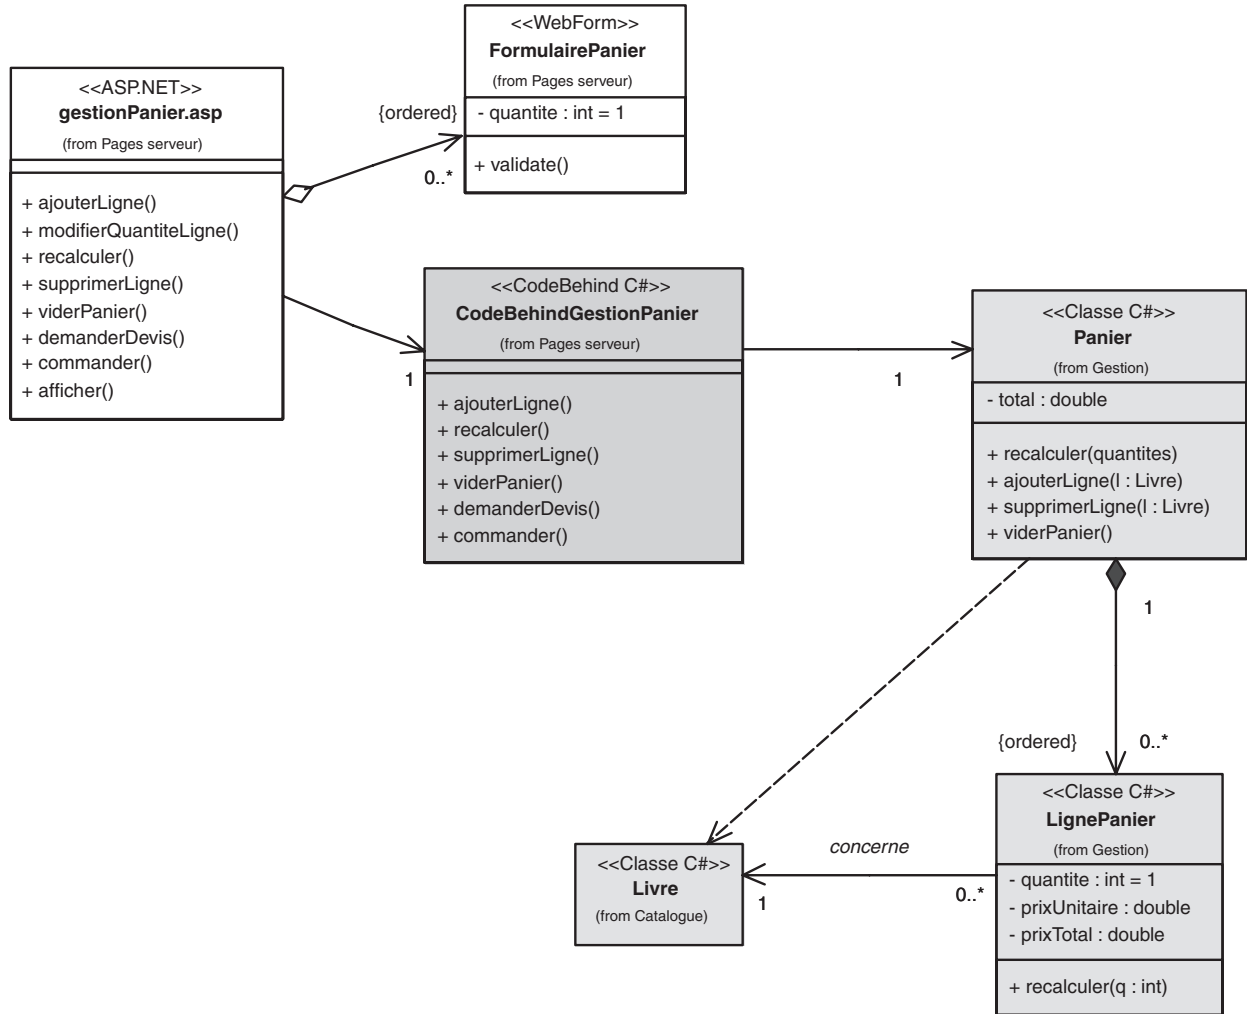 <<WebForm>>
FormulairePanier
(from Pages serveur)
- quantite : int = 1
+ validate()
<<ASP.NET>>
gestionPanier.asp
(from Pages serveur)
+ ajouterLigne()
+ modifierQuantiteLigne()
+ recalculer()
+ supprimerLigne()
+ viderPanier()
+ demanderDevis()
+ commander()
+ afficher()
{ordered}
0..*
1
<<CodeBehind C#>>
CodeBehindGestionPanier
(from Pages serveur)
+ ajouterLigne()
+ recalculer()
+ supprimerLigne()
+ viderPanier()
+ demanderDevis()
+ commander()
1
<<Classe C#>>
Panier
(from Gestion)
- total : double
+ recalculer(quantites)
+ ajouterLigne(l : Livre)
+ supprimerLigne(l : Livre)
+ viderPanier()
1
{ordered}
0..*
<<Classe C#>>
LignePanier
(from Gestion)
- quantite : int = 1
- prixUnitaire : double
- prixTotal : double
+ recalculer(q : int)
concerne
0..*
1
<<Classe C#>>
Livre
(from Catalogue)